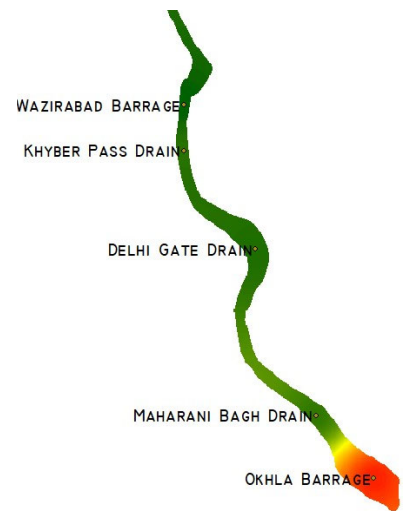 WAZIRABAD BARRAGE
KHYBER PASS DRAIN
DELHI GATE DRAIN
MAHARANI BAGH DRAIN
OKHLA BARRAGE